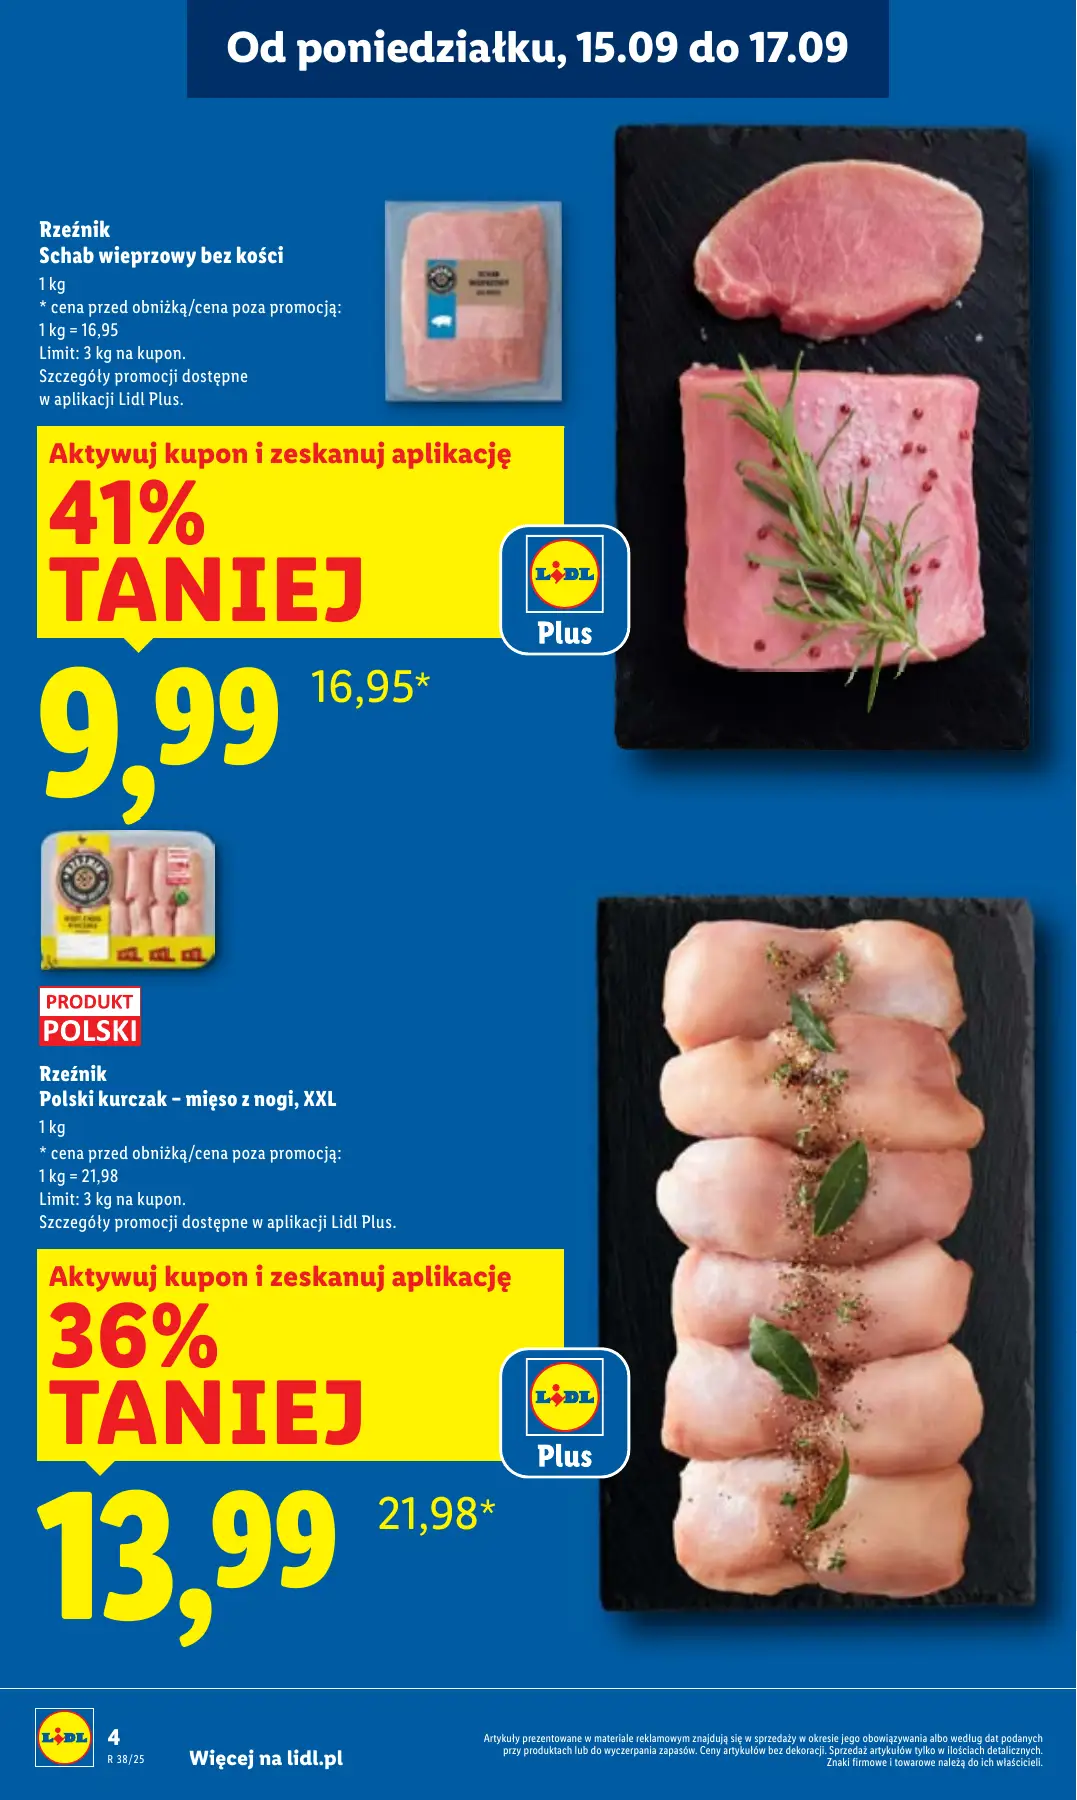 Od poniedziałku, 15.09 do 17.09
Rzeźnik
Schab wieprzowy bez kości
1 kg
* cena przed obniżką/cena poza promocją:
1 kg = 16,95
Limit: 3 kg na kupon.
Szczegóły promocji dostępne
w aplikacji Lidl Plus.
SCHAB
WIEPRZOWY
Aktywuj kupon i zeskanuj aplikację
41%
TANIEJ
LIDL
Plus
9,99
16,95*
RZEŹNIK
XXL XXL XXL
PRODUKT
POLSKI
Rzeźnik
Polski kurczak – mięso z nogi, XXL
1 kg
* cena przed obniżką/cena poza promocją:
1 kg = 21,98
Limit: 3 kg na kupon.
Szczegóły promocji dostępne w aplikacji Lidl Plus.
Aktywuj kupon i zeskanuj aplikację
36%
TANIEJ
LIDL
Plus
13,99
21,98*
LIDL
4
R 38/25
Więcej na lidl.pl
Artykuły prezentowane w materiale reklamowym znajdują się w sprzedaży w okresie jego obowiązywania albo według dat podanych
przy produktach lub do wyczerpania zapasów. Ceny artykułów bez dekoracji. Sprzedaż artykułów tylko w ilościach detalicznych.
Znaki firmowe i towarowe należą do ich właścicieli.